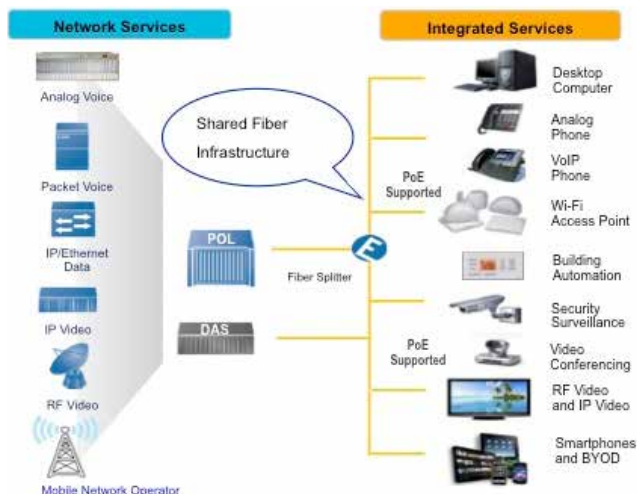 Network Services
Integrated Services
Analog Voice
Packet Voice
IP/Ethernet
Data
IP Video
RF Video
Mobile Network Operator
Shared Fiber
Infrastructure
POL
DAS
F
Fiber Splitter
PoE
Supported
PoE
Supported
Desktop
Computer
Analog
Phone
VoIP
Phone
Wi-Fi
Access Point
Building
Automation
Security
Surveillance
Video
Conferencing
RF Video
and IP Video
Smartphones
and BYOD